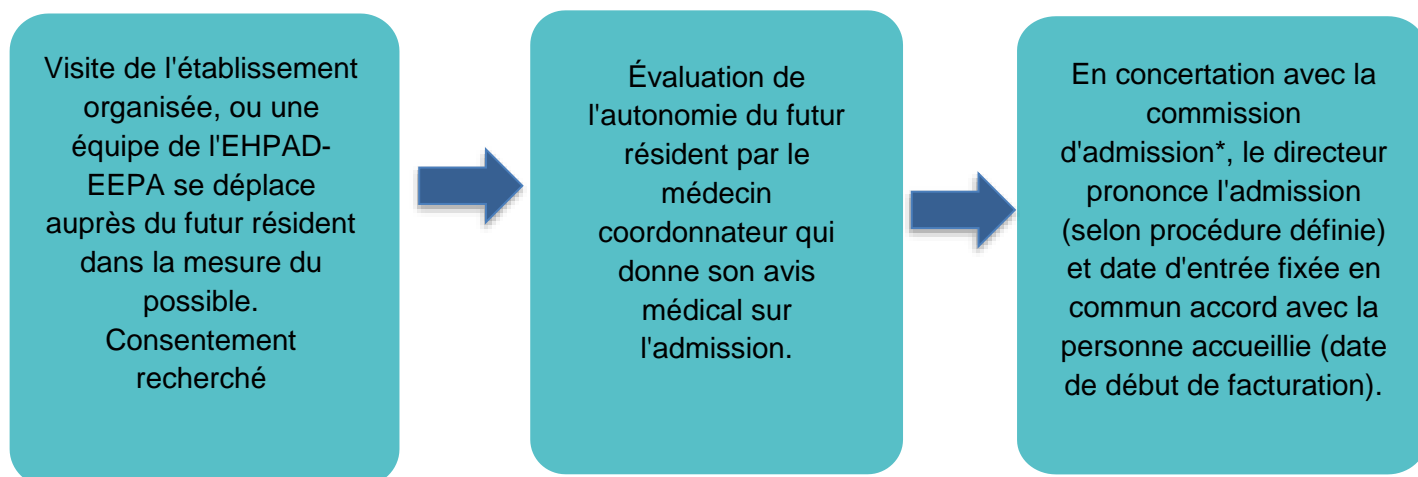 Visite de l'établissement
organisée, ou une
équipe de l'EHPAD-
EEPA se déplace
auprès du futur résident
dans la mesure du
possible.
Consentement
recherché
Évaluation de
l'autonomie du futur
résident par le
médecin
coordonnateur qui
donne son avis
médical sur
l'admission.
En concertation avec la
commission
d'admission*, le directeur
prononce l'admission
(selon procédure définie)
et date d'entrée fixée en
commun accord avec la
personne accueillie (date
de début de facturation).